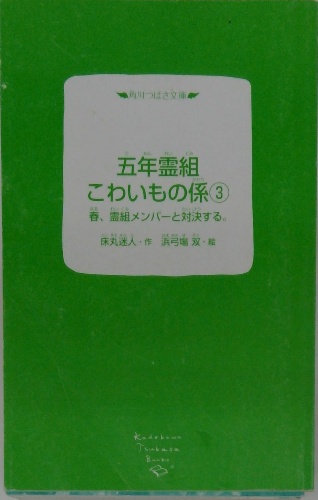 角川つばさ文庫
五年霊組
こわいもの係③
春、霊組メンバーと対決する。
床丸迷人・作 浜弓場 双・絵
Kadokawa
Tsubasa
Bunko